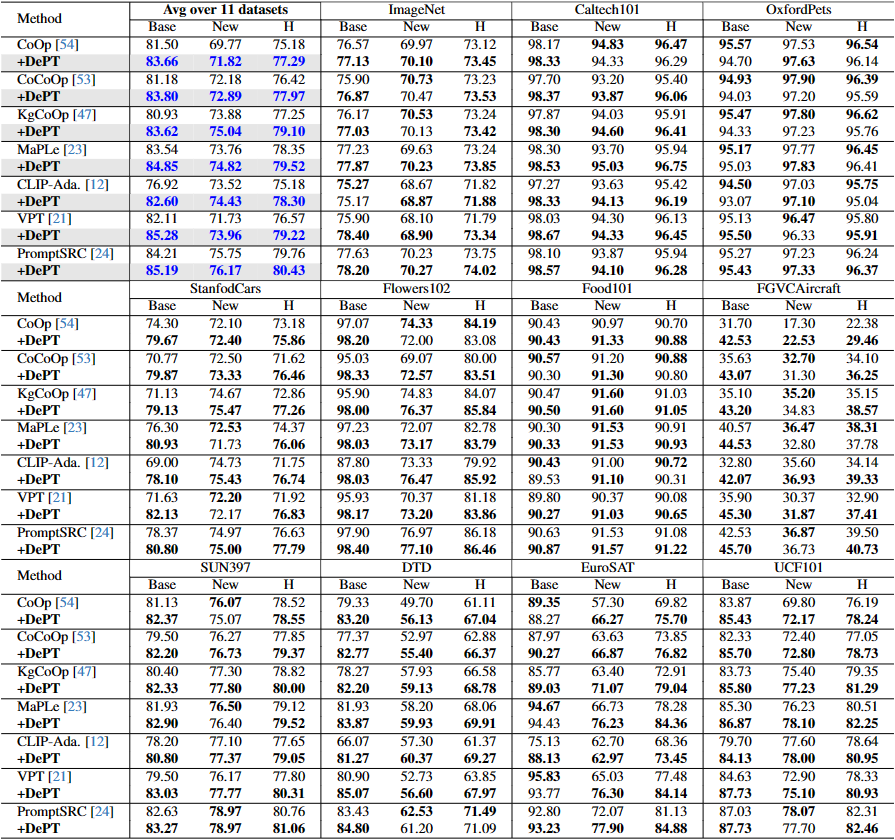 Method Avg over 11 datasets ImageNet Caltech101 OxfordPets
Base New H Base New H Base New H Base New H
CoOp [54] 81.50 69.77 75.18 76.57 69.97 73.12 98.17 94.83 96.47 95.57 97.53 96.54
+DePT 83.66 71.82 77.29 77.13 70.10 73.45 98.33 94.33 96.29 94.70 97.63 96.14
CoCoOp [53] 81.18 72.18 76.42 75.90 70.73 73.23 97.70 93.20 95.40 94.93 97.90 96.39
+DePT 83.80 72.89 77.97 76.87 70.47 73.53 98.37 93.87 96.06 94.03 97.20 95.59
KgCoOp [47] 80.93 73.88 77.25 76.17 70.53 73.24 97.87 94.03 95.91 95.47 97.80 96.62
+DePT 83.62 75.04 79.10 77.03 70.13 73.42 98.30 94.60 96.41 94.33 97.23 95.76
MaPLe [23] 83.54 73.76 78.35 77.23 69.63 73.24 98.30 93.70 95.94 95.17 97.77 96.45
+DePT 84.85 74.82 79.52 77.87 70.23 73.85 98.53 95.03 96.75 95.03 97.83 96.41
CLIP-Ada. [12] 76.92 73.52 75.18 75.27 68.67 71.82 97.27 93.63 95.42 94.50 97.03 95.75
+DePT 82.60 74.43 78.30 75.17 68.87 71.88 98.33 94.13 96.19 93.07 97.10 95.04
VPT [21] 82.11 71.73 76.57 75.90 68.10 71.79 98.03 94.30 96.13 95.13 96.47 95.80
+DePT 85.28 73.96 79.22 78.40 68.90 73.34 98.67 94.33 96.45 95.50 96.33 95.91
PromptSRC [24] 84.21 75.75 79.76 77.63 70.23 73.75 98.10 93.87 95.94 95.27 97.23 96.24
+DePT 85.19 76.17 80.43 78.20 70.27 74.02 98.57 94.10 96.28 95.43 97.33 96.37
Method StanfodCars Flowers102 Food101 FGVCAircraft
Base New H Base New H Base New H Base New H
CoOp [54] 74.30 72.10 73.18 97.07 74.33 84.19 90.43 90.97 90.70 31.70 17.30 22.38
+DePT 79.67 72.40 75.86 98.20 72.00 83.08 90.43 91.33 90.88 42.53 22.53 29.46
CoCoOp [53] 70.77 72.50 71.62 95.03 69.07 80.00 90.57 91.20 90.88 35.63 32.70 34.10
+DePT 79.87 73.33 76.46 98.33 72.57 83.51 90.30 91.30 90.80 43.07 31.30 36.25
KgCoOp [47] 71.13 74.67 72.86 95.90 74.83 84.07 90.47 91.60 91.03 35.10 35.20 35.15
+DePT 79.13 75.47 77.26 98.00 76.37 85.84 90.50 91.60 91.05 43.20 34.83 38.57
MaPLe [23] 76.30 72.53 74.37 97.23 72.07 82.78 90.30 91.53 90.91 40.57 36.47 38.31
+DePT 80.93 71.73 76.06 98.03 73.17 83.79 90.33 91.53 90.93 44.53 32.80 37.78
CLIP-Ada. [12] 69.00 74.73 71.75 87.80 73.33 79.92 90.43 91.00 90.72 32.80 35.60 34.14
+DePT 78.10 75.43 76.74 98.03 76.47 85.92 89.53 91.10 90.31 42.07 36.93 39.33
VPT [21] 71.63 72.20 71.92 95.93 70.37 81.18 89.80 90.37 90.08 35.90 30.37 32.90
+DePT 82.13 72.17 76.83 98.17 73.20 83.86 90.27 91.03 90.65 45.30 31.87 37.41
PromptSRC [24] 78.37 74.97 76.63 97.90 76.97 86.18 90.63 91.53 91.08 42.53 36.87 39.50
+DePT 80.80 75.00 77.79 98.40 77.10 86.46 90.87 91.57 91.22 45.70 36.73 40.73
Method SUN397 DTD EuroSAT UCF101
Base New H Base New H Base New H Base New H
CoOp [54] 81.13 76.07 78.52 79.33 49.70 61.11 89.35 57.30 69.82 83.87 69.80 76.19
+DePT 82.37 75.07 78.55 83.20 56.13 67.04 88.27 66.27 75.70 85.43 72.17 78.24
CoCoOp [53] 79.50 76.27 77.85 77.37 52.97 62.88 87.97 63.63 73.85 82.33 72.40 77.05
+DePT 82.20 76.73 79.37 82.77 55.40 66.37 90.27 66.87 76.82 85.70 72.80 78.73
KgCoOp [47] 80.40 77.30 78.82 78.27 57.93 66.58 85.77 63.40 72.91 83.73 75.40 79.35
+DePT 82.33 77.80 80.00 82.20 59.13 68.78 89.03 71.07 79.04 85.80 77.23 81.29
MaPLe [23] 81.93 76.50 79.12 81.93 58.20 68.06 94.67 66.73 78.28 85.30 76.23 80.51
+DePT 82.90 76.40 79.52 83.87 59.93 69.91 94.43 76.23 84.36 86.87 78.10 82.25
CLIP-Ada. [12] 78.20 77.10 77.65 66.07 57.30 61.37 75.13 62.70 68.36 79.70 77.60 78.64
+DePT 80.80 77.37 79.05 81.27 60.37 69.27 88.13 62.97 73.45 84.13 78.00 80.95
VPT [21] 79.50 76.17 77.80 80.90 52.73 63.85 95.83 65.03 77.48 84.63 72.90 78.33
+DePT 83.03 77.77 80.31 85.07 56.60 67.97 93.77 76.30 84.14 87.73 75.10 80.93
PromptSRC [24] 82.63 78.97 80.76 83.43 62.53 71.49 92.80 72.07 81.13 87.03 78.07 82.31
+DePT 83.27 78.97 81.06 84.80 61.20 71.09 93.23 77.90 84.88 87.73 77.70 82.46